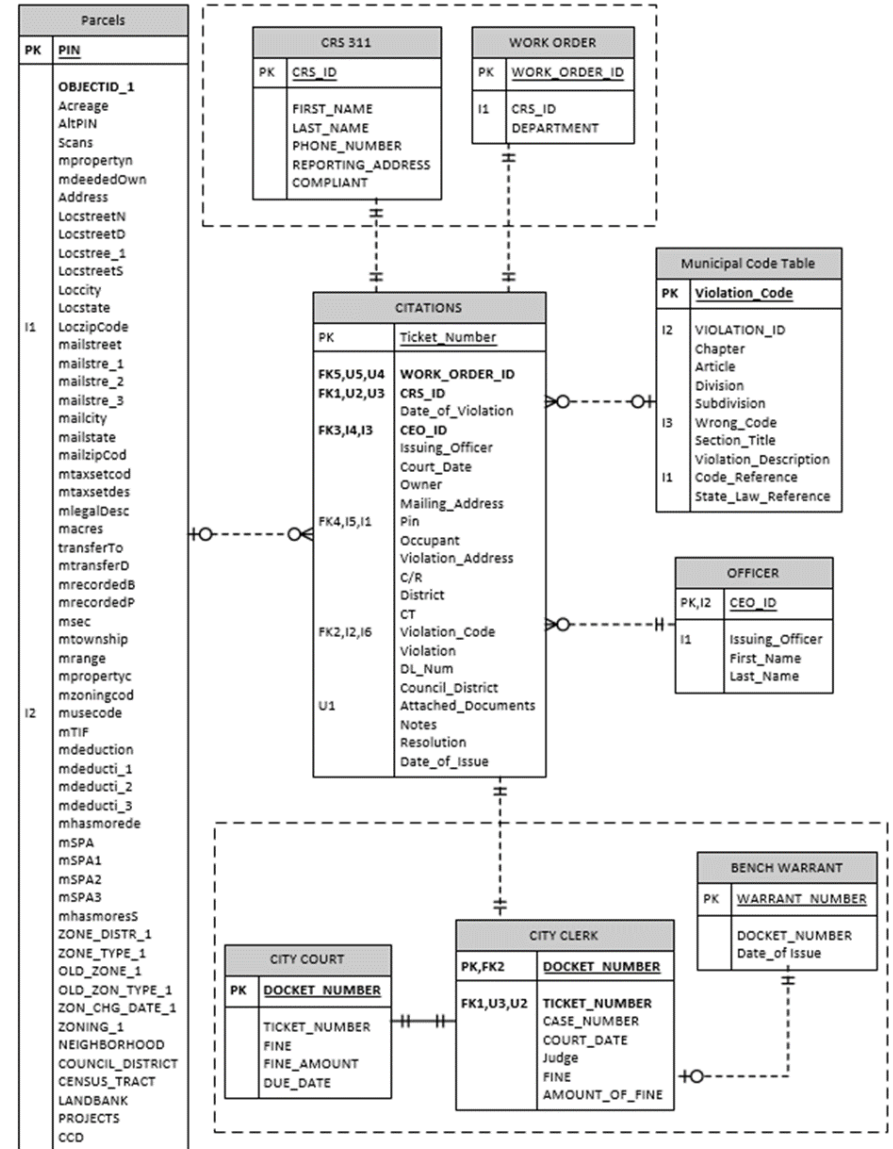 Parcels
PK PIN
OBJECTID_1
Acreage
AltPIN
Scans
mpropertyn
mdeededOwn
Address
LocstreetN
LocstreetD
Locstree_1
LocstreetS
Loccity
Locstate
I1 LoczipCode
mailstreet
mailstre_1
mailstre_2
mailstre_3
mailcity
mailstate
mailzipCod
mtaxsetcod
mtaxsetdes
mlegalDesc
macres
transferTo
mtransferD
mrecordedB
mrecordedP
msec
mtownship
mrange
mpropertyc
mzoningcod
I2 musecode
mTIF
mdeduction
mdeducti_1
mdeducti_2
mdeducti_3
mhasmorede
mSPA
mSPA1
mSPA2
mSPA3
mhasmoresS
ZONE_DISTR_1
ZONE_TYPE_1
OLD_ZONE_1
OLD_ZON_TYPE_1
ZON_CHG_DATE_1
ZONING_1
NEIGHBORHOOD
COUNCIL_DISTRICT
CENSUS_TRACT
LANDBANK
PROJECTS
CCD
CRS 311
PK CRS_ID
FIRST_NAME
LAST_NAME
PHONE_NUMBER
REPORTING_ADDRESS
COMPLIANT
WORK ORDER
PK WORK_ORDER_ID
I1 CRS_ID
DEPARTMENT
CITATIONS
PK Ticket_Number
FK5,U5,U4 WORK_ORDER_ID
FK1,U2,U3 CRS_ID
Date_of_Violation
FK3,I4,I3 CEO_ID
Issuing_Officer
Court_Date
Owner
Mailing_Address
FK4,I5,I1 Pin
Occupant
Violation_Address
C/R
District
CT
FK2,I2,I6 Violation_Code
Violation
DL_Num
Council_District
U1 Attached_Documents
Notes
Resolution
Date_of_Issue
Municipal Code Table
PK Violation_Code
I2 VIOLATION_ID
Chapter
Article
Division
Subdivision
I3 Wrong_Code
Section_Title
Violation_Description
I1 Code_Reference
State_Law_Reference
OFFICER
PK,I2 CEO_ID
I1 Issuing_Officer
First_Name
Last_Name
CITY COURT
PK DOCKET_NUMBER
TICKET_NUMBER
FINE
FINE_AMOUNT
DUE_DATE
CITY CLERK
PK,FK2 DOCKET_NUMBER
FK1,U3,U2 TICKET_NUMBER
CASE_NUMBER
COURT_DATE
Judge
FINE
AMOUNT_OF_FINE
BENCH WARRANT
PK WARRANT_NUMBER
DOCKET_NUMBER
Date_of Issue